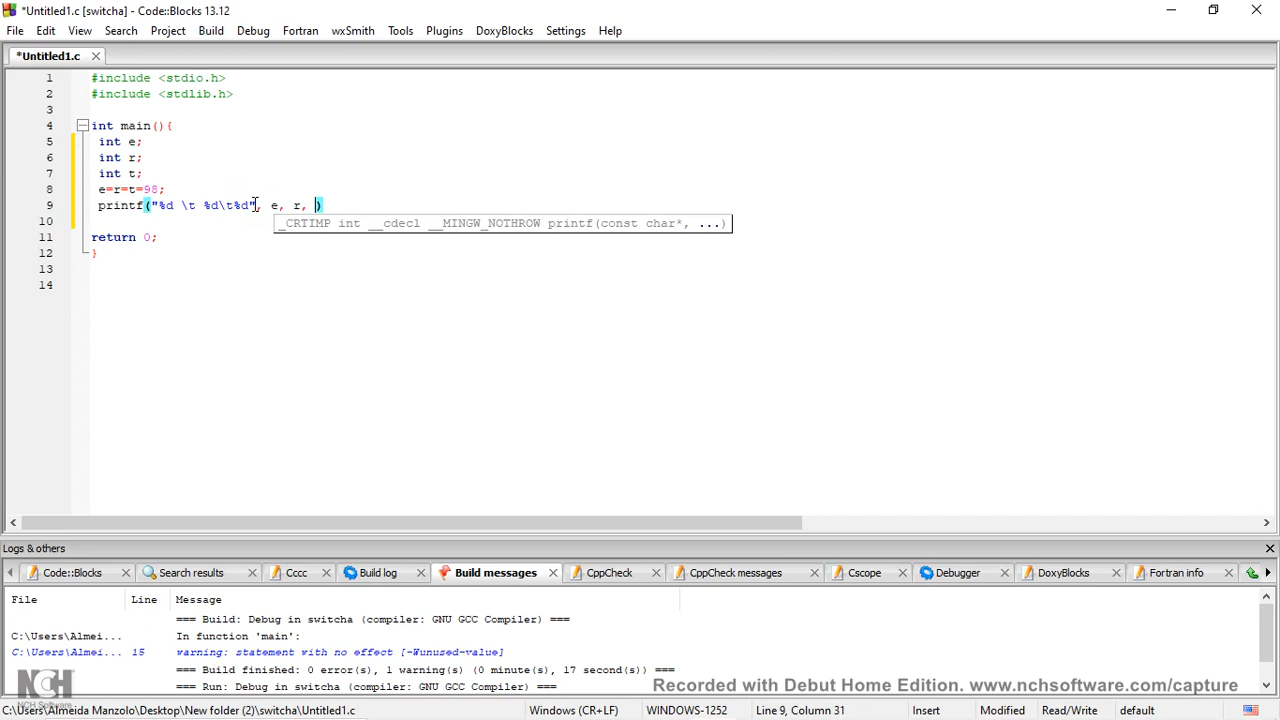 *Untitled1.c [switcha] - Code::Blocks 13.12
File Edit View Search Project Build Debug Fortran wxSmith Tools Plugins DoxyBlocks Settings Help
*Untitled1.c
1 #include <stdio.h>
2 #include <stdlib.h>
3
4 int main(){
5 int e;
6 int r;
7 int t;
8 e=r=t=98;
9 printf("%d \t %d\t%d", e, r, )
_CRTIMP int __cdecl __MINGW_NOTHROW printf(const char*, ...)
10
11 return 0;
12 }
13
14
Logs & others
Code::Blocks Search results Cccc Build log Build messages CppCheck CppCheck messages Cscope Debugger DoxyBlocks Fortran info
File Line Message
=== Build: Debug in switcha (compiler: GNU GCC Compiler) ===
C:\Users\Almei... In function 'main':
C:\Users\Almei... 15 warning: statement with no effect [-Wunused-value]
=== Build finished: 0 error(s), 1 warning(s) (0 minute(s), 17 second(s)) ===
=== Run: Debug in switcha (compiler: GNU GCC Compiler) ===
NCH Software
Recorded with Debut Home Edition. www.nchsoftware.com/capture
C:\Users\Almeida Manzolo\Desktop\New folder (2)\switcha\Untitled1.c Windows (CR+LF) WINDOWS-1252 Line 9, Column 31 Insert Modified Read/Write default